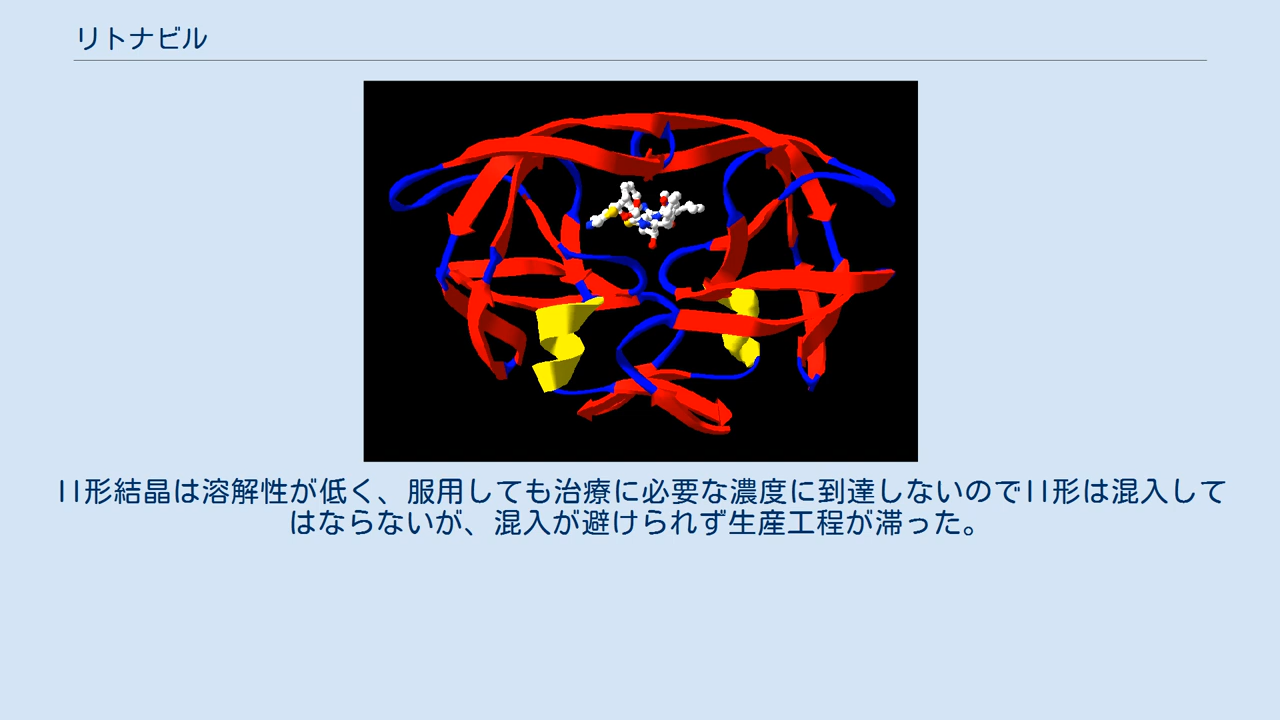 リトナビル
II形結晶は溶解性が低く、服用しても治療に必要な濃度に到達しないのでII形は混入して
はならないが、混入が避けられず生産工程が滞った。